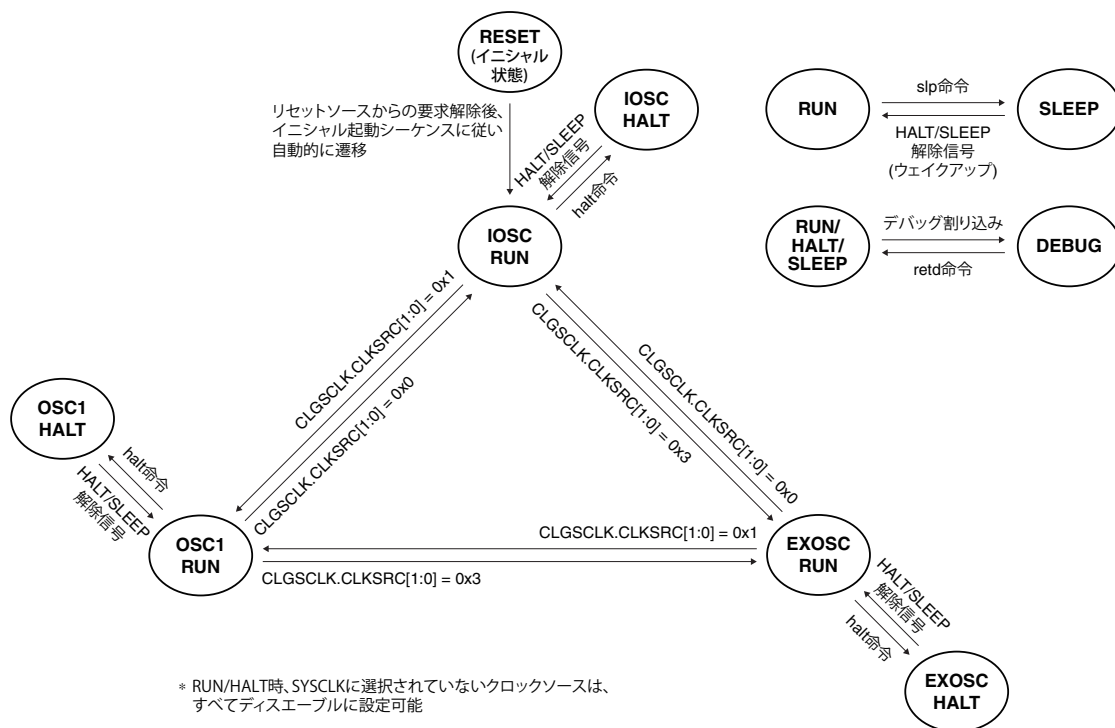 RESET
(イニシャル
状態)
リセットソースからの要求解除後、
イニシャル起動シーケンスに従い
自動的に遷移
IOSC
HALT
HALT/SLEEP
解除信号
halt命令
IOSC
RUN
RUN
slp命令
HALT/SLEEP
解除信号
(ウェイクアップ)
SLEEP
RUN/
HALT/
SLEEP
デバッグ割り込み
retd命令
DEBUG
CLGSCLK.CLKSRC[1:0] = 0x1
CLGSCLK.CLKSRC[1:0] = 0x0
CLGSCLK.CLKSRC[1:0] = 0x0
CLGSCLK.CLKSRC[1:0] = 0x3
OSC1
HALT
halt命令
HALT/SLEEP
解除信号
OSC1
RUN
CLGSCLK.CLKSRC[1:0] = 0x1
CLGSCLK.CLKSRC[1:0] = 0x3
EXOSC
RUN
HALT/SLEEP
解除信号
halt命令
EXOSC
HALT
* RUN/HALT時、SYSCLKに選択されていないクロックソースは、
すべてディスエーブルに設定可能